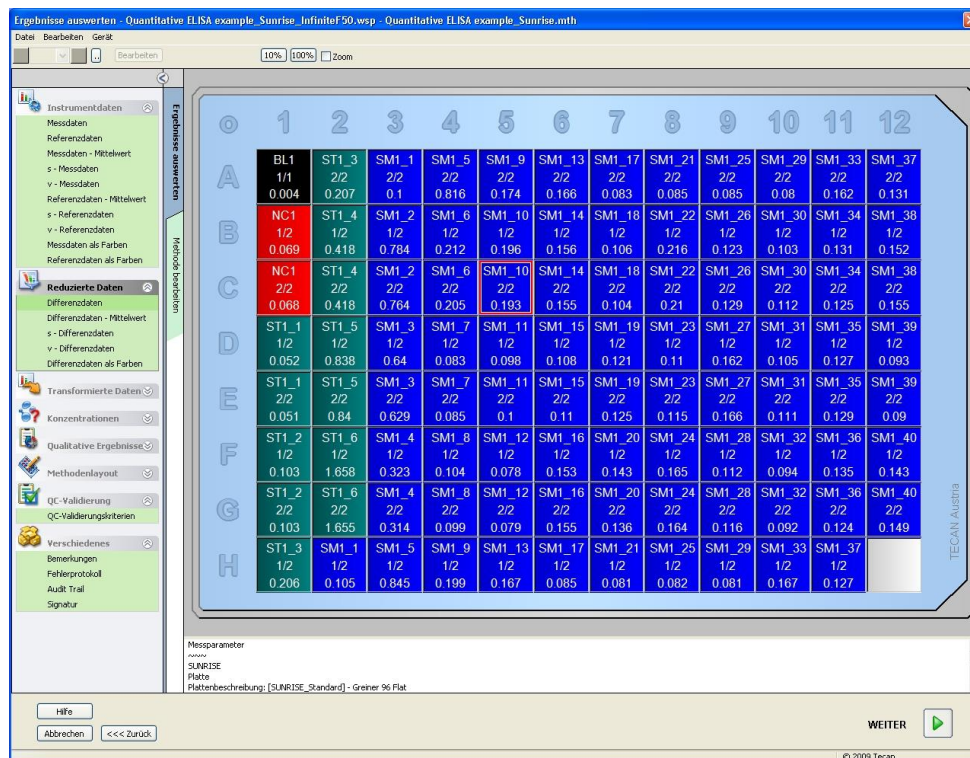 Ergebnisse auswerten - Quantitative ELISA example_Sunrise_InfiniteF50.wsp - Quantitative ELISA example_Sunrise.mth
Datei Bearbeiten Gerät
.. Bearbeiten 10% 100% Zoom
Instrumentdaten
Messdaten
Referenzdaten
Messdaten - Mittelwert
s - Messdaten
v - Messdaten
Referenzdaten - Mittelwert
s - Referenzdaten
v - Referenzdaten
Messdaten als Farben
Referenzdaten als Farben
Reduzierte Daten
Differenzdaten
Differenzdaten - Mittelwert
s - Differenzdaten
v - Differenzdaten
Differenzdaten als Farben
Transformierte Daten
Konzentrationen
Qualitative Ergebnisse
Methodenlayout
QC-Validierung
QC-Validierungskriterien
Verschiedenes
Bemerkungen
Fehlerprotokoll
Audit Trail
Signatur
Ergebnisse auswerten
Methode bearbeiten
o 1 2 3 4 5 6 7 8 9 10 11 12
A
BL1 ST1_3 SM1_1 SM1_5 SM1_9 SM1_13 SM1_17 SM1_21 SM1_25 SM1_29 SM1_33 SM1_37
1/1 2/2 2/2 2/2 2/2 2/2 2/2 2/2 2/2 2/2 2/2 2/2
0.004 0.207 0.1 0.816 0.174 0.166 0.083 0.085 0.085 0.08 0.162 0.131
B
NC1 ST1_4 SM1_2 SM1_6 SM1_10 SM1_14 SM1_18 SM1_22 SM1_26 SM1_30 SM1_34 SM1_38
1/2 1/2 1/2 1/2 1/2 1/2 1/2 1/2 1/2 1/2 1/2 1/2
0.069 0.418 0.784 0.212 0.196 0.156 0.106 0.216 0.123 0.103 0.131 0.152
C
NC1 ST1_4 SM1_2 SM1_6 SM1_10 SM1_14 SM1_18 SM1_22 SM1_26 SM1_30 SM1_34 SM1_38
2/2 2/2 2/2 2/2 2/2 2/2 2/2 2/2 2/2 2/2 2/2 2/2
0.068 0.418 0.764 0.205 0.193 0.155 0.104 0.21 0.129 0.112 0.125 0.155
D
ST1_1 ST1_5 SM1_3 SM1_7 SM1_11 SM1_15 SM1_19 SM1_23 SM1_27 SM1_31 SM1_35 SM1_39
1/2 1/2 1/2 1/2 1/2 1/2 1/2 1/2 1/2 1/2 1/2 1/2
0.052 0.838 0.64 0.083 0.098 0.108 0.121 0.11 0.162 0.105 0.127 0.093
E
ST1_1 ST1_5 SM1_3 SM1_7 SM1_11 SM1_15 SM1_19 SM1_23 SM1_27 SM1_31 SM1_35 SM1_39
2/2 2/2 2/2 2/2 2/2 2/2 2/2 2/2 2/2 2/2 2/2 2/2
0.051 0.84 0.629 0.085 0.1 0.11 0.125 0.115 0.166 0.111 0.129 0.09
F
ST1_2 ST1_6 SM1_4 SM1_8 SM1_12 SM1_16 SM1_20 SM1_24 SM1_28 SM1_32 SM1_36 SM1_40
1/2 1/2 1/2 1/2 1/2 1/2 1/2 1/2 1/2 1/2 1/2 1/2
0.103 1.658 0.323 0.104 0.078 0.153 0.143 0.165 0.112 0.094 0.135 0.143
G
ST1_2 ST1_6 SM1_4 SM1_8 SM1_12 SM1_16 SM1_20 SM1_24 SM1_28 SM1_32 SM1_36 SM1_40
2/2 2/2 2/2 2/2 2/2 2/2 2/2 2/2 2/2 2/2 2/2 2/2
0.103 1.655 0.314 0.099 0.079 0.155 0.136 0.164 0.116 0.092 0.124 0.149
H
ST1_3 SM1_1 SM1_5 SM1_9 SM1_13 SM1_17 SM1_21 SM1_25 SM1_29 SM1_33 SM1_37
1/2 1/2 1/2 1/2 1/2 1/2 1/2 1/2 1/2 1/2 1/2
0.206 0.105 0.845 0.199 0.167 0.085 0.081 0.082 0.081 0.167 0.127
TECAN Austria
Messparameter
~~~
SUNRISE
Platte
Plattenbeschreibung: [SUNRISE_Standard] - Greiner 96 Flat
Hilfe
Abbrechen <<< Zurück
WEITER
© 2009 Tecan